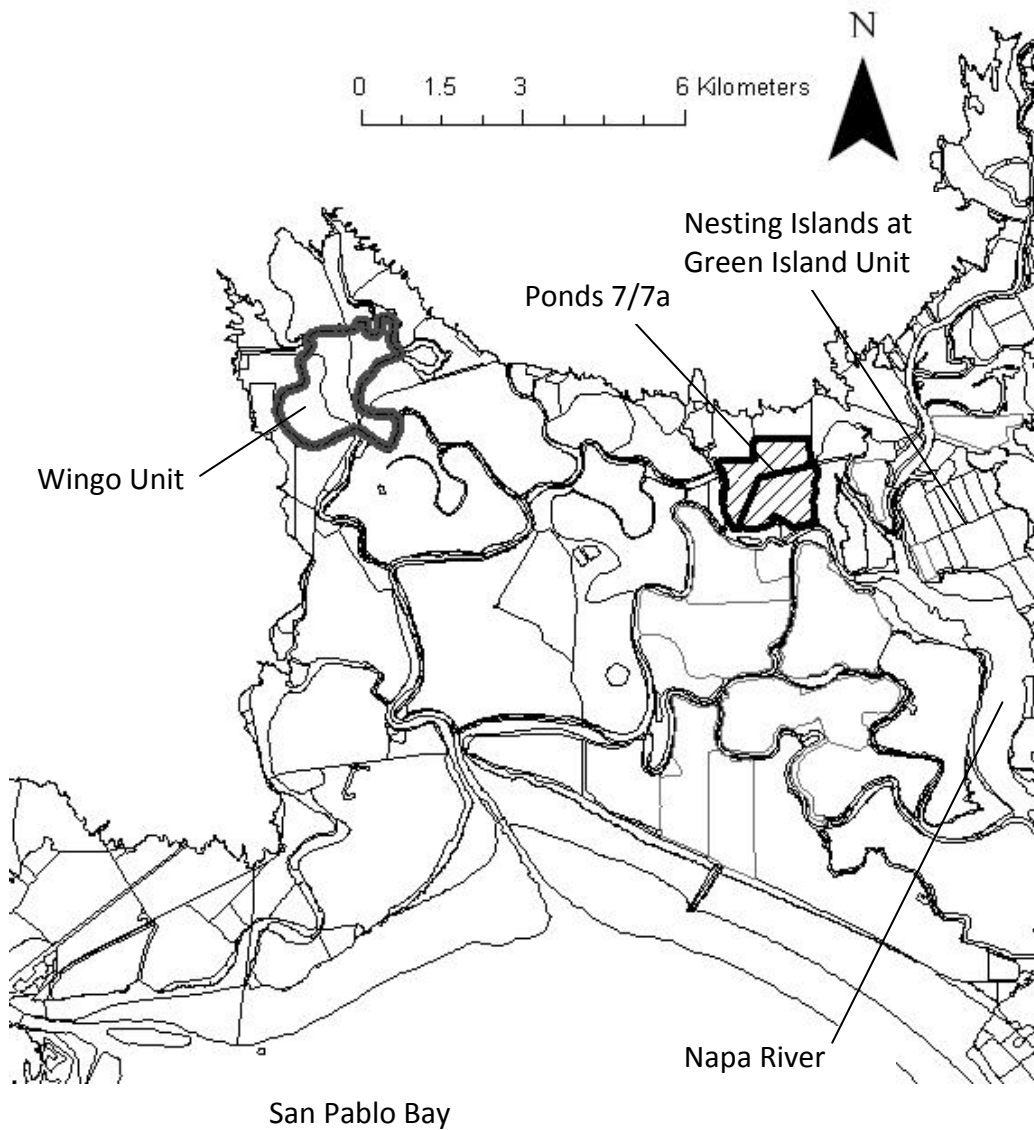 N
0 1.5 3 6 Kilometers
Nesting Islands at
Green Island Unit
Ponds 7/7a
Wingo Unit
Napa River
San Pablo Bay